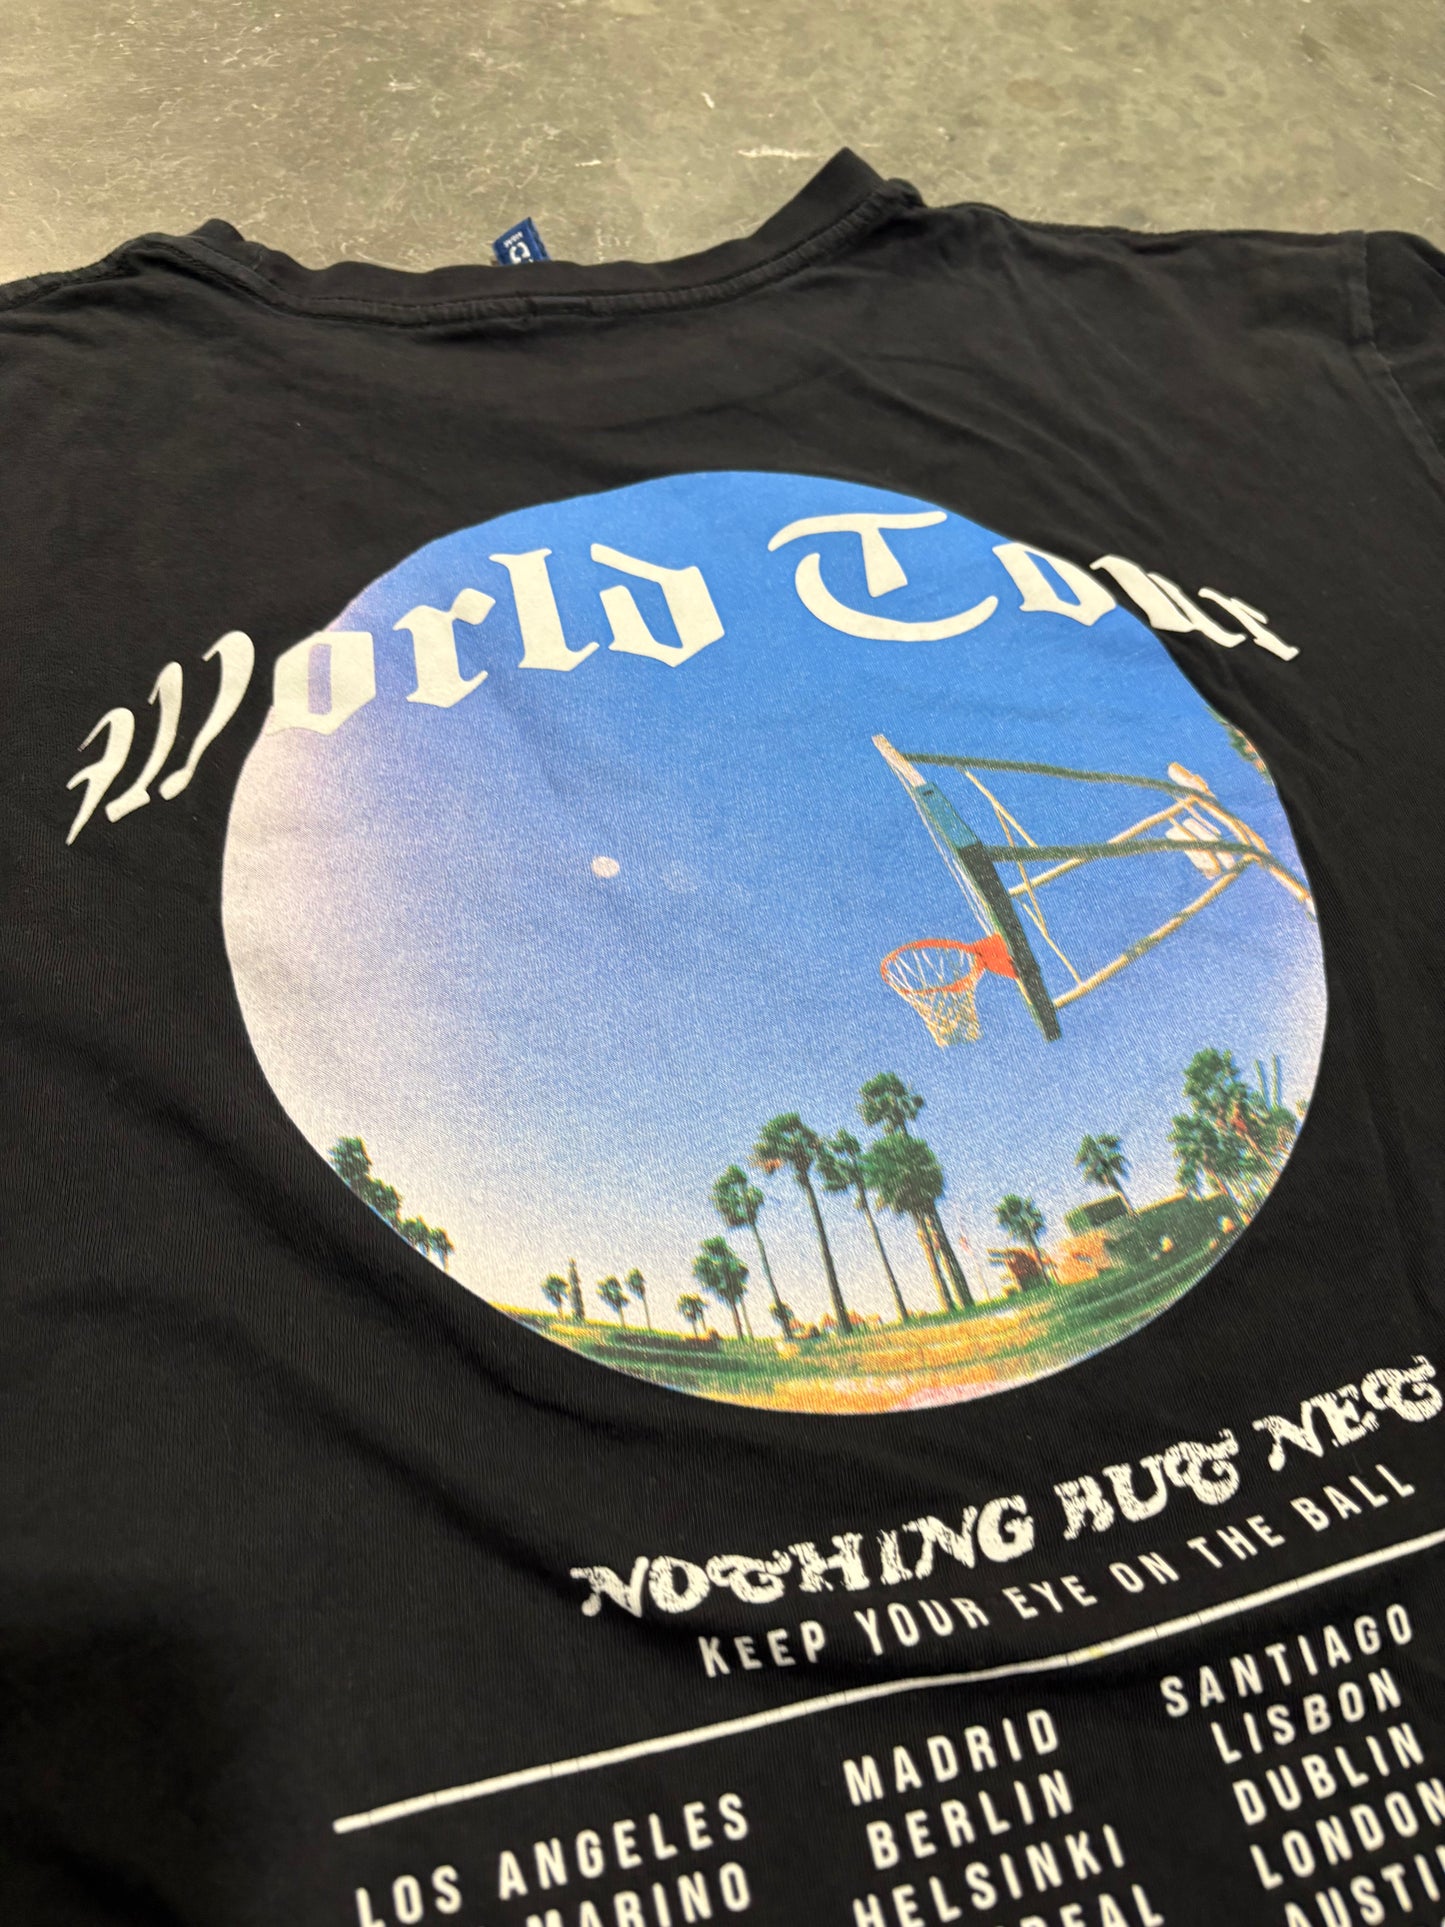 World Tour
NOTHING BUT NET
KEEP YOUR EYE ON THE BALL
LOS ANGELES MADRID SANTIAGO
MARINO BERLIN LISBON
HELSINKI DUBLIN
LONDON